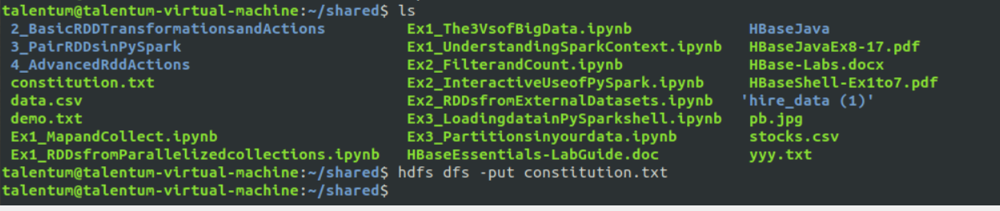 talentum@talentum-virtual-machine:~/shared$ ls
2_BasicRDDTransformationsandActions Ex1_The3VsofBigData.ipynb HBaseJava
3_PairRDDsinPySpark Ex1_UnderstandingSparkContext.ipynb HBaseJavaEx8-17.pdf
4_AdvancedRddActions Ex2_FilterandCount.ipynb HBase-Labs.docx
constitution.txt Ex2_InteractiveUseofPySpark.ipynb HBaseShell-Ex1to7.pdf
data.csv Ex2_RDDsfromExternalDatasets.ipynb 'hire_data (1)'
demo.txt Ex3_LoadingdatainPySparkshell.ipynb pb.jpg
Ex1_MapandCollect.ipynb Ex3_Partitionsinyourdata.ipynb stocks.csv
Ex1_RDDsfromParallelizedcollections.ipynb HBaseEssentials-LabGuide.doc yyy.txt
talentum@talentum-virtual-machine:~/shared$ hdfs dfs -put constitution.txt
talentum@talentum-virtual-machine:~/shared$